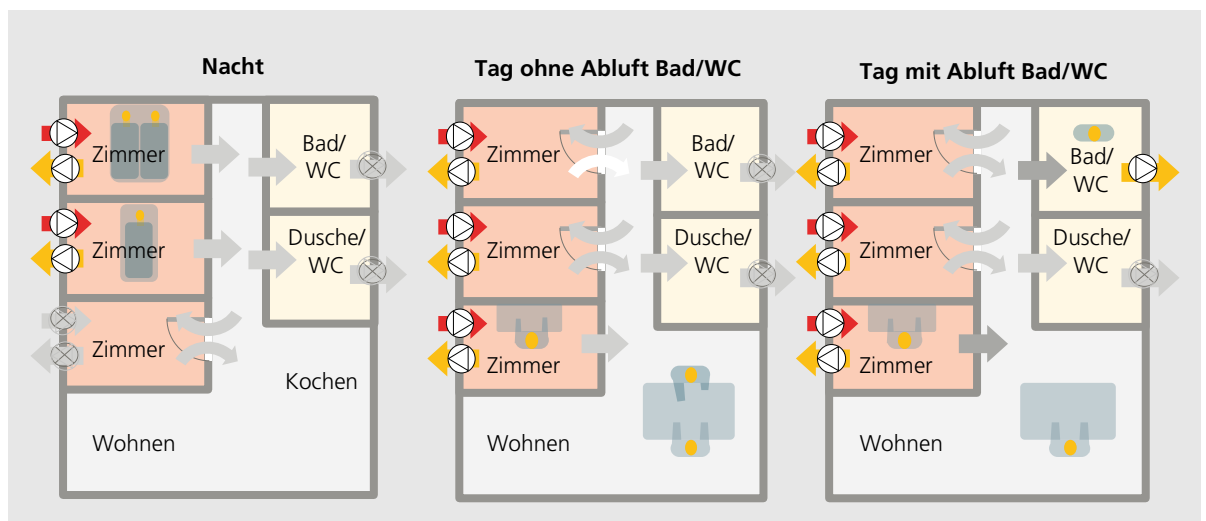 Nacht
Zimmer
Bad/
WC
Zimmer
Dusche/
WC
Zimmer
Kochen
Wohnen
Tag ohne Abluft Bad/WC
Zimmer
Bad/
WC
Zimmer
Dusche/
WC
Zimmer
Wohnen
Tag mit Abluft Bad/WC
Zimmer
Bad/
WC
Zimmer
Dusche/
WC
Zimmer
Wohnen